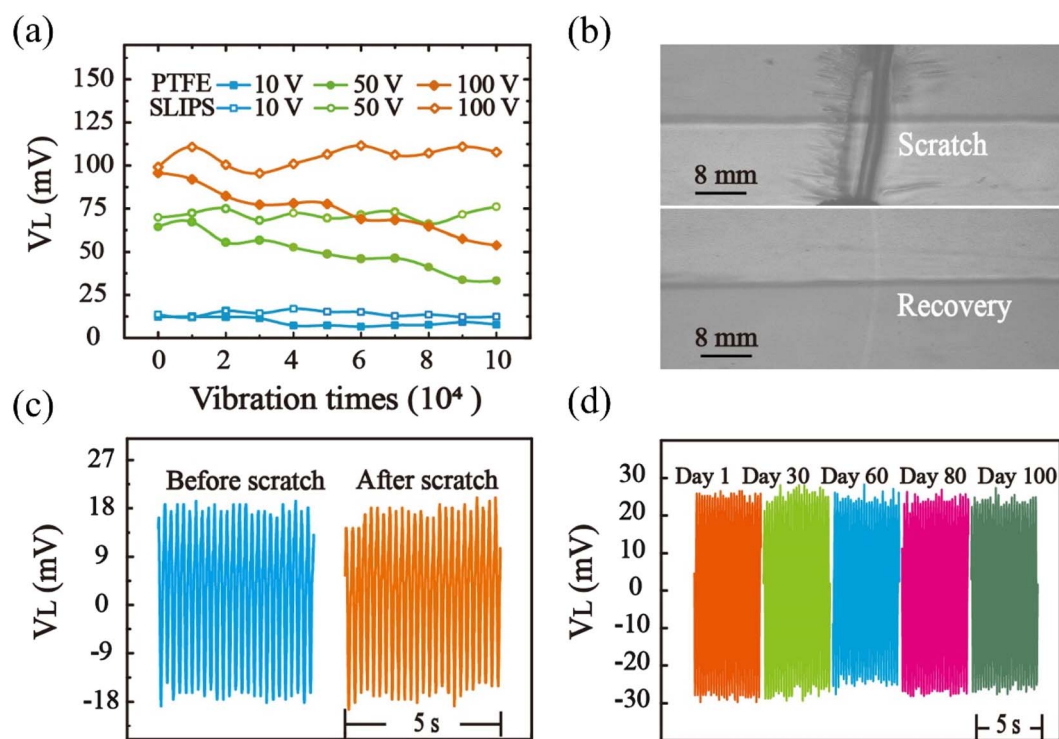 (a)
150
125
100
75
50
25
0
VL (mV)
PTFE 10 V 50 V 100 V
SLIPS 10 V 50 V 100 V
0 2 4 6 8 10
Vibration times (10⁴ )
(b)
Scratch
8 mm
Recovery
8 mm
(c)
27
18
9
0
-9
-18
VL (mV)
Before scratch After scratch
5 s
(d)
30
20
10
0
-10
-20
-30
VL (mV)
Day 1 Day 30 Day 60 Day 80 Day 100
5 s